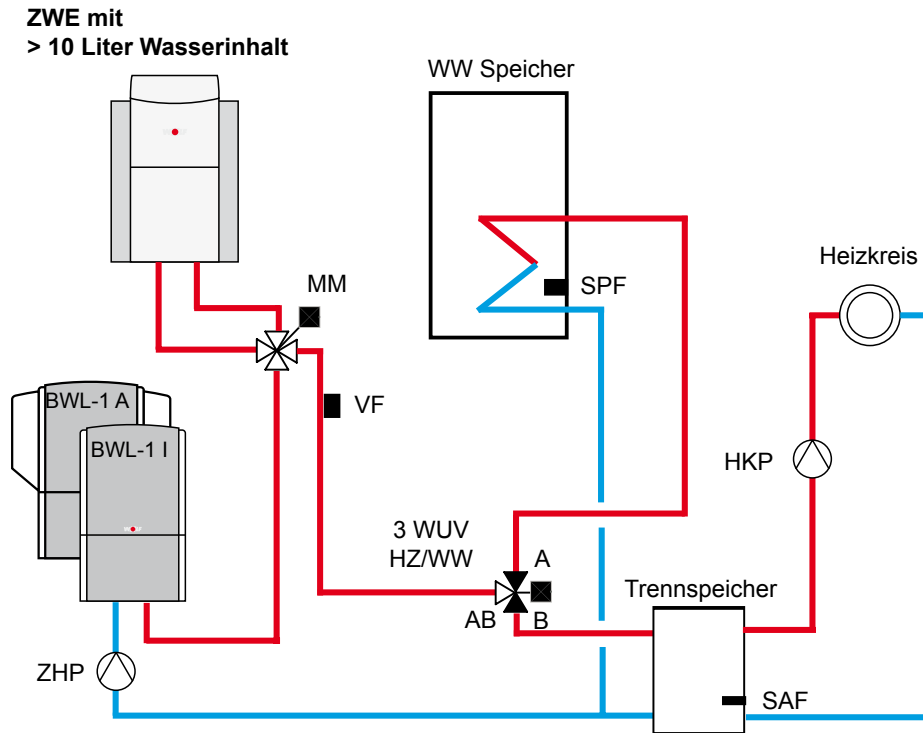 ZWE mit
> 10 Liter Wasserinhalt
WW Speicher
MM
SPF
Heizkreis
BWL-1 A
VF
BWL-1 I
HKP
3 WUV
HZ/WW
A
Trennspeicher
AB
B
ZHP
SAF